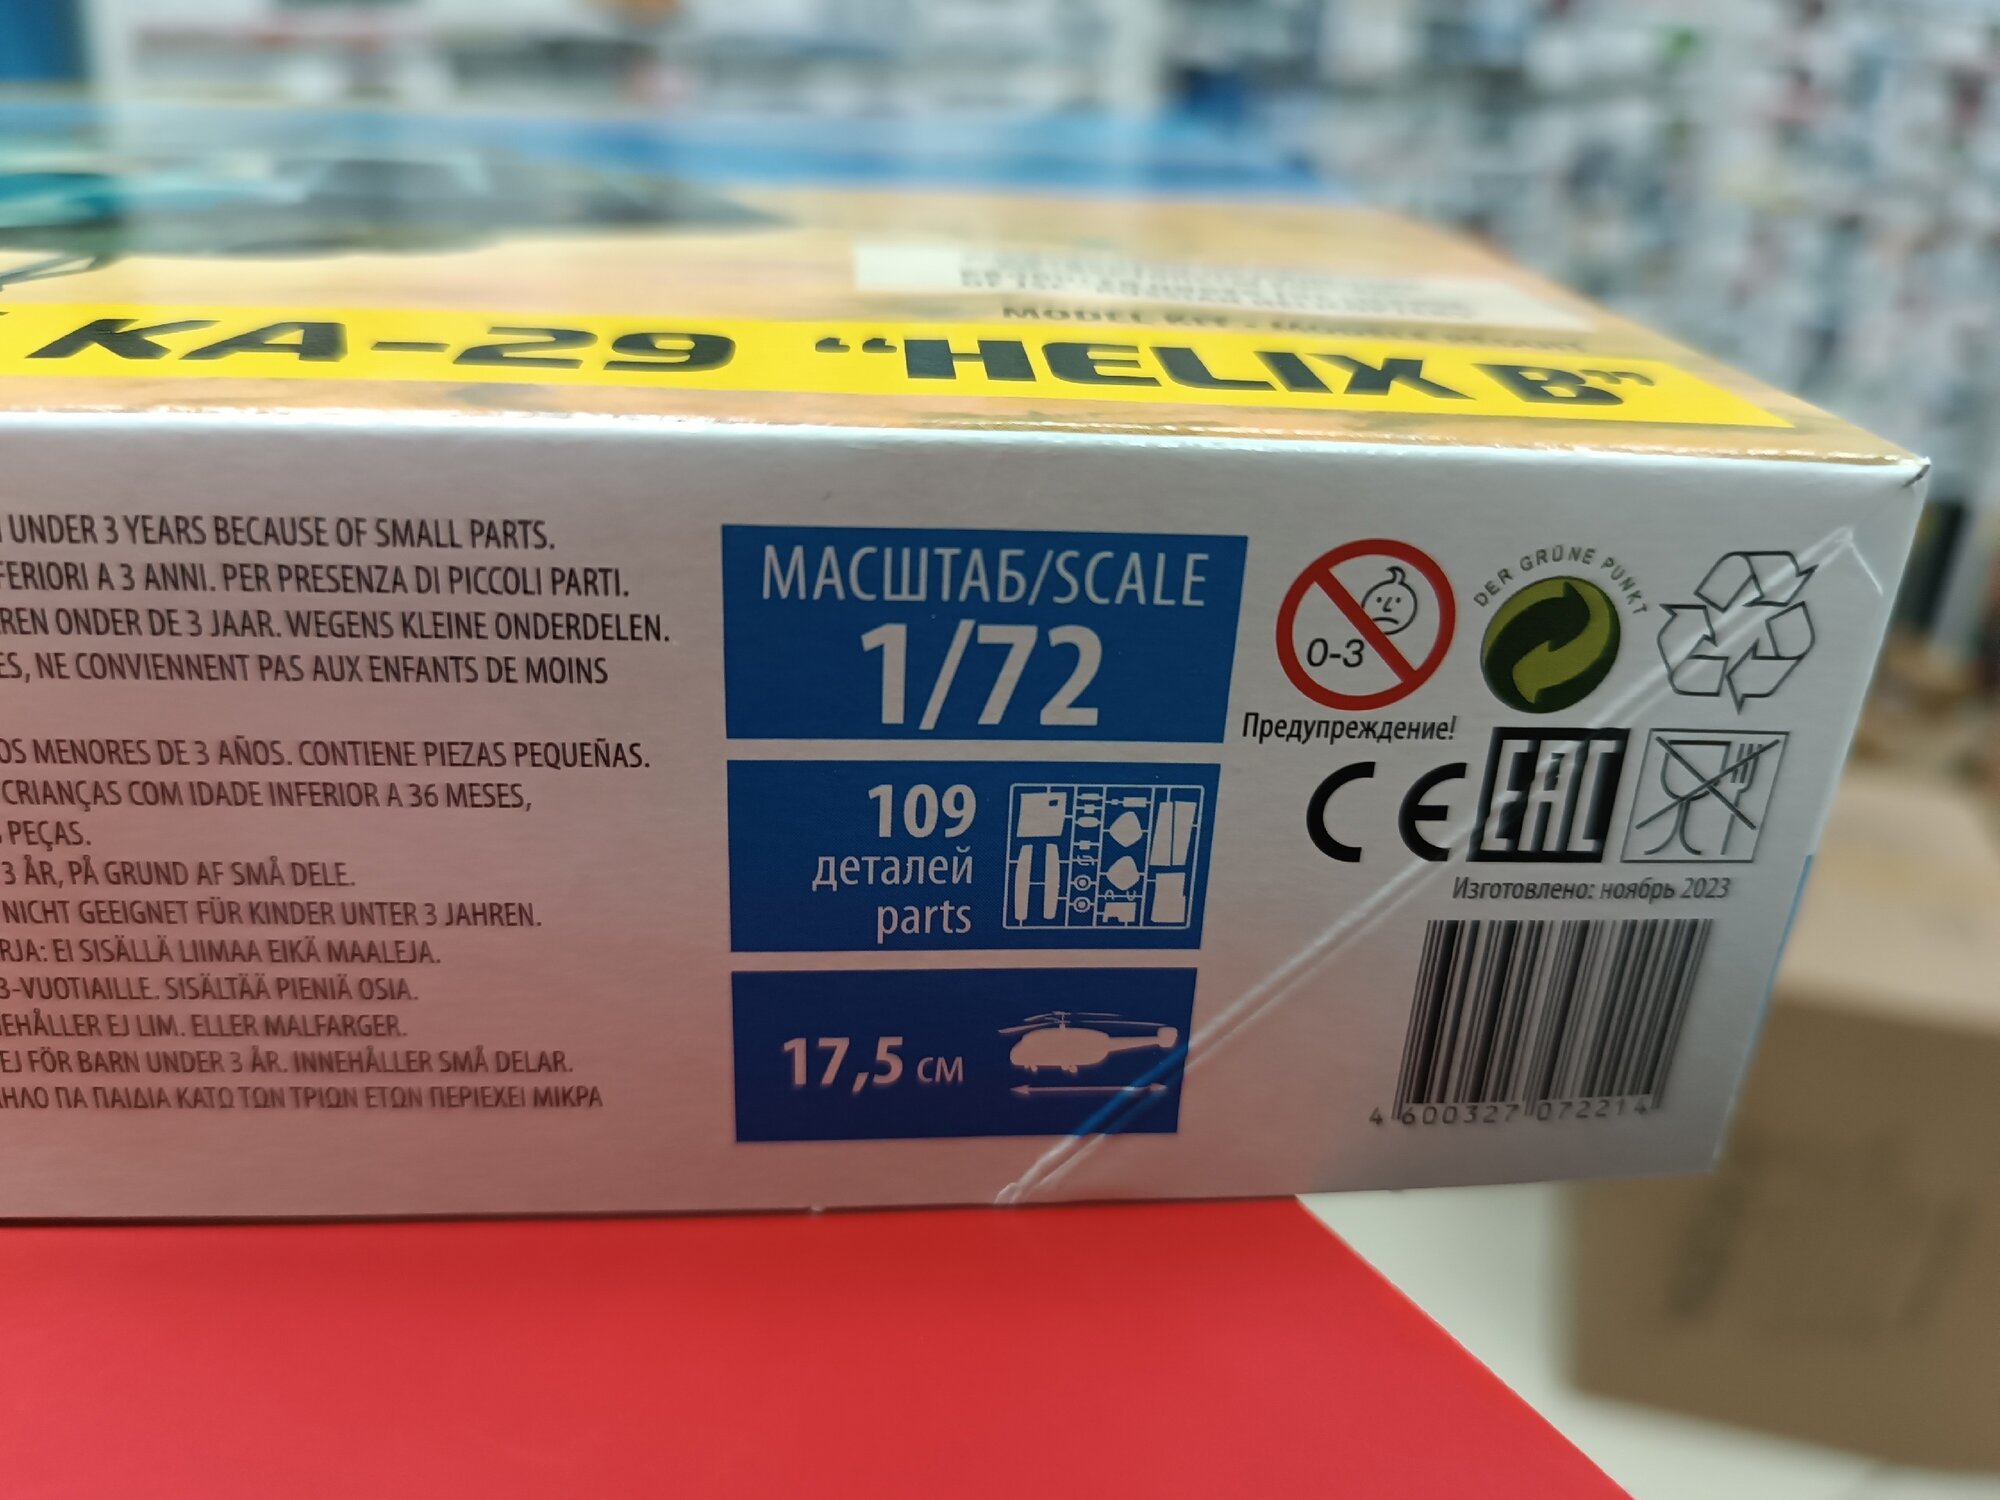 KA-29 “HELIX B”
UNDER 3 YEARS BECAUSE OF SMALL PARTS.
FERIORI A 3 ANNI. PER PRESENZA DI PICCOLI PARTI.
REN ONDER DE 3 JAAR. WEGENS KLEINE ONDERDELEN.
ES, NE CONVIENNENT PAS AUX ENFANTS DE MOINS
OS MENORES DE 3 AÑOS. CONTIENE PIEZAS PEQUEÑAS.
CRIANÇAS COM IDADE INFERIOR A 36 MESES,
PEÇAS.
3 ÅR, PÅ GRUND AF SMÅ DELE.
NICHT GEEIGNET FÜR KINDER UNTER 3 JAHREN.
RJA: EI SISÄLLÄ LIIMAA EIKÄ MAALEJA.
3-VUOTIAILLE. SISÄLTÄÄ PIENIÄ OSIA.
EHÅLLER EJ LIM. ELLER MALFARGER.
EJ FÖR BARN UNDER 3 ÅR. INNEHÅLLER SMÅ DELAR.
ΗΛΟ ΠΑ ΠΑΙΔΙΑ ΚΑΤΩ ΤΩΝ ΤΡΙΩΝ ΕΤΩΝ ΠΕΡΙΕΧΕΙ ΜΙΚΡΑ
МАСШТАБ/SCALE
1/72
109
деталей
parts
17,5 см
0-3
Предупреждение!
DER GRÜNE PUNKT
CE EAC
Изготовлено: ноябрь 2023
4 600327 072214